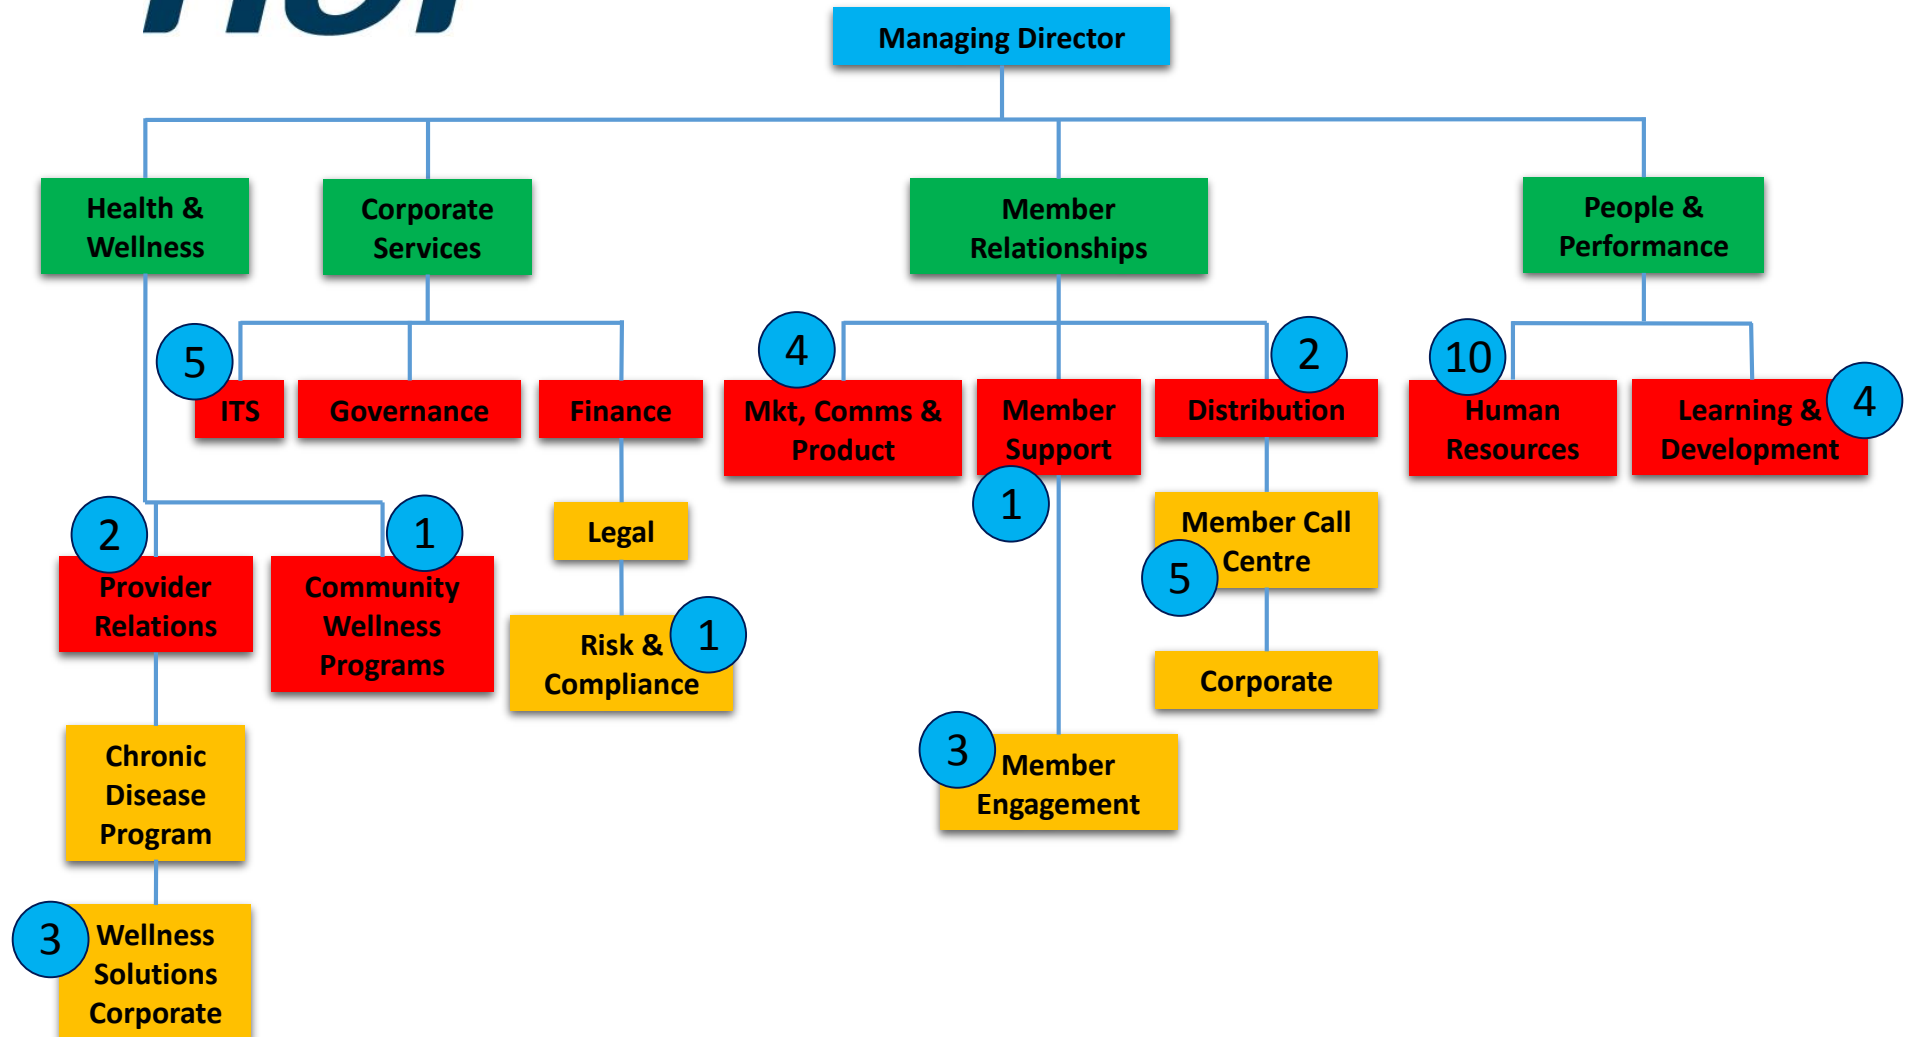 Managing Director
Health &
Wellness
Corporate
Services
Member
Relationships
People &
Performance
5
4
2
10
4
ITS
Governance
Finance
Mkt, Comms &
Product
Member
Support
Distribution
Human
Resources
Learning &
Development
1
2
1
Legal
Member Call
Centre
5
Provider
Relations
Community
Wellness
Programs
Risk &
Compliance
1
Corporate
Chronic
Disease
Program
3
Member
Engagement
3
Wellness
Solutions
Corporate